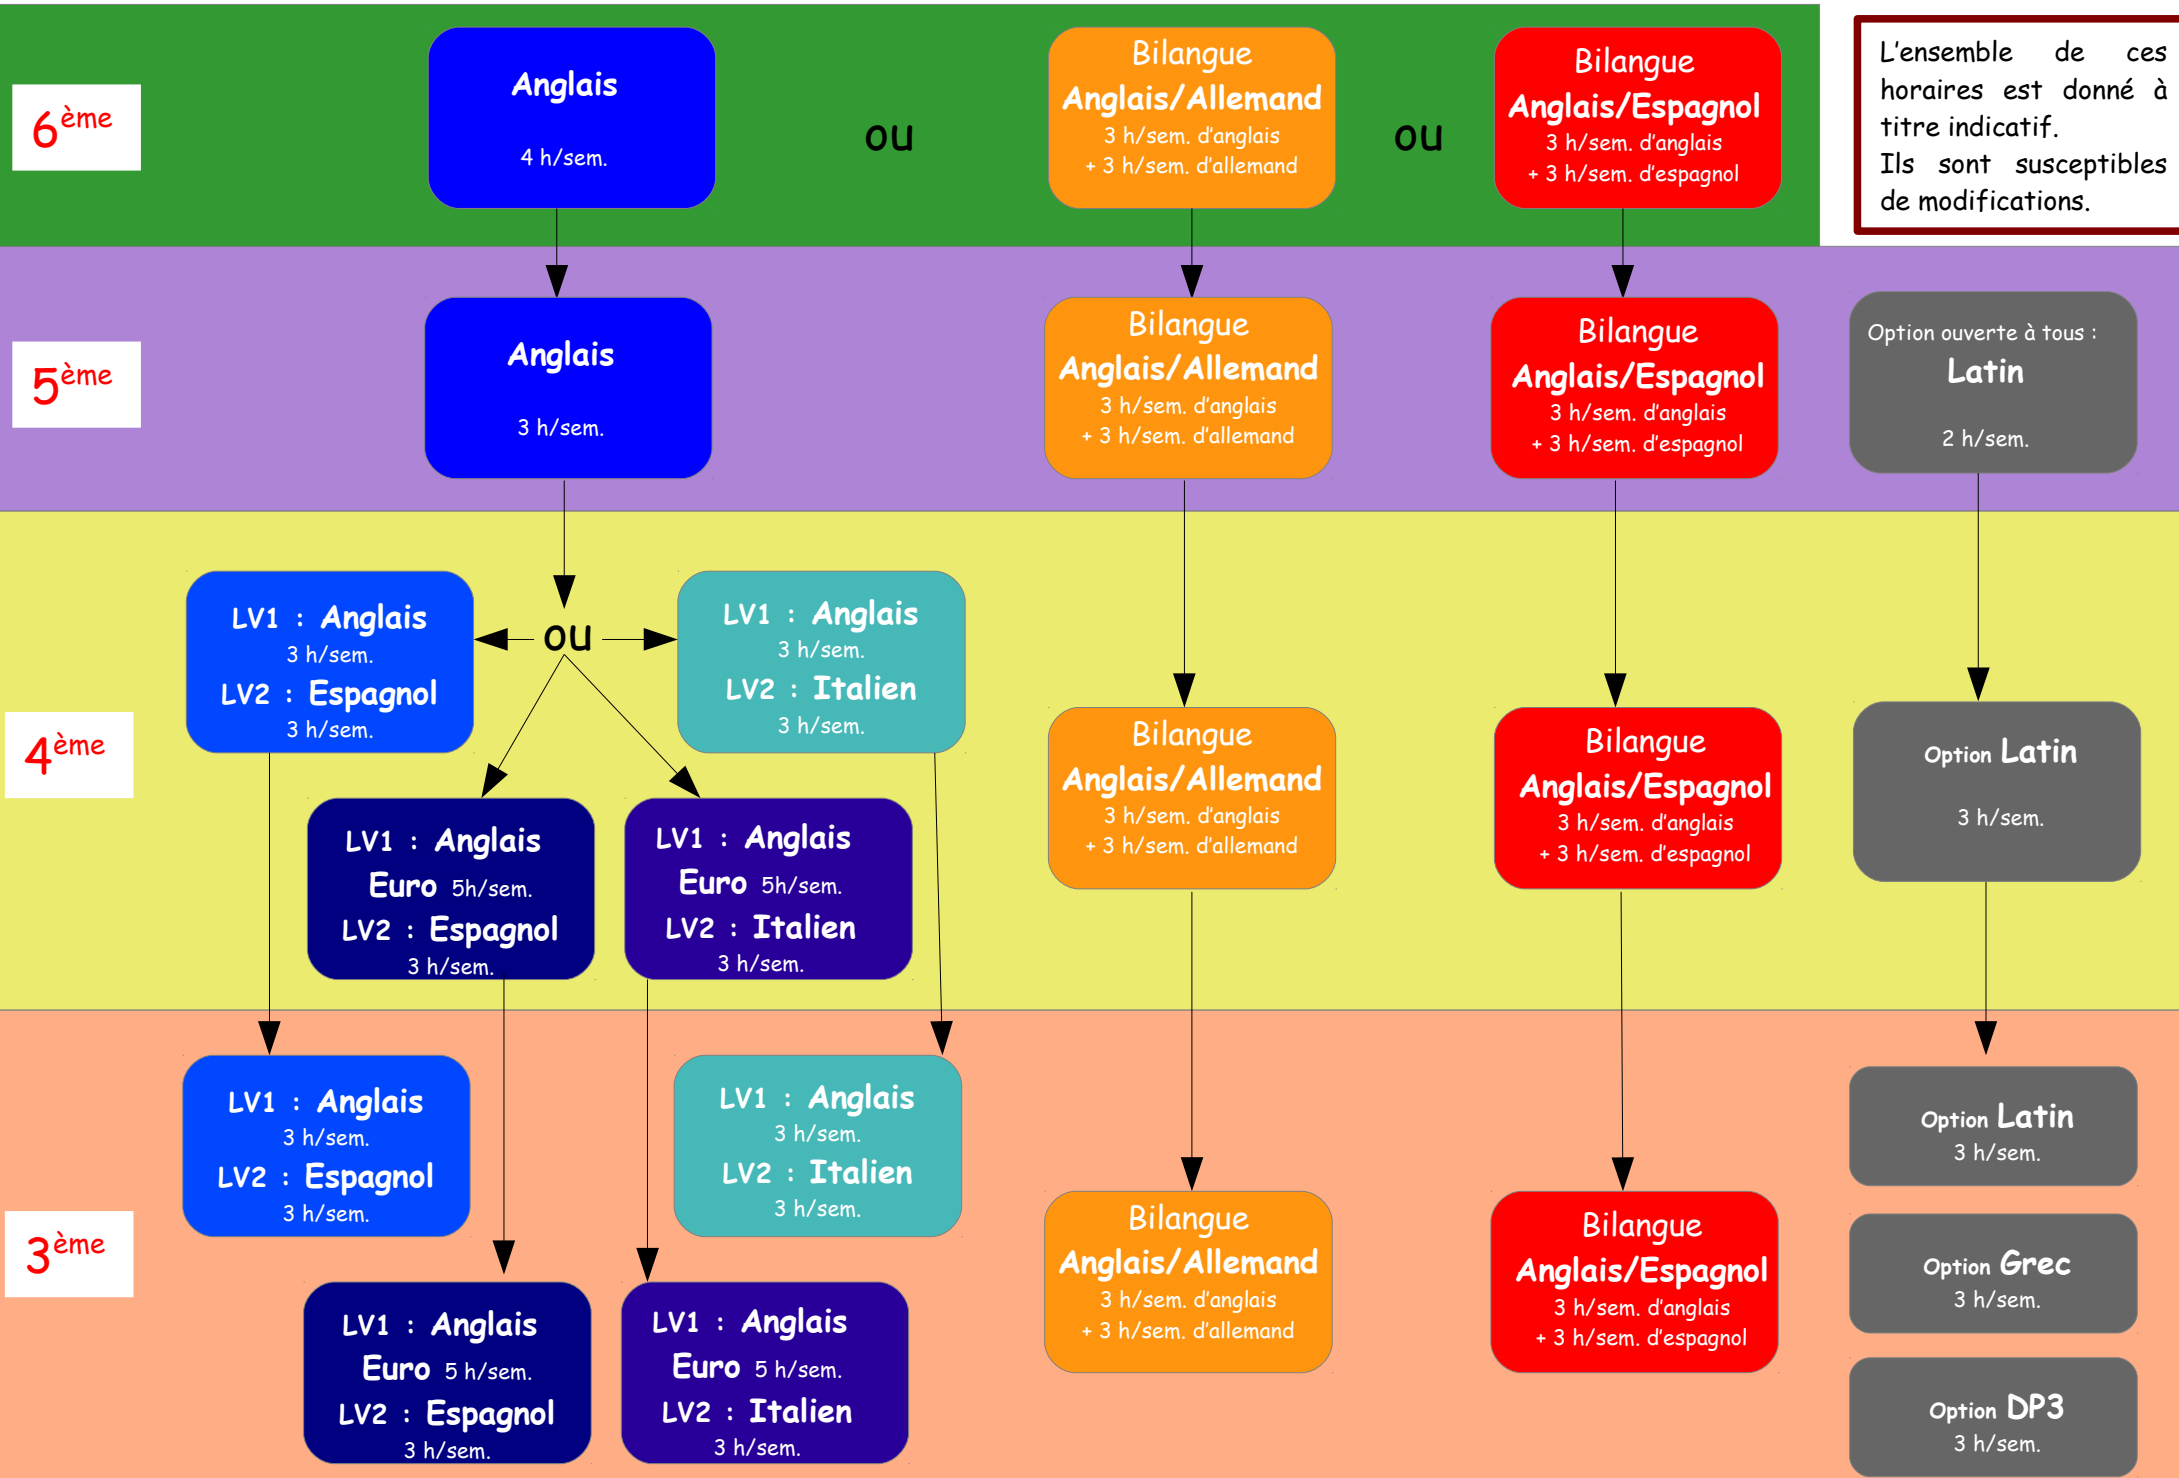 6ème
Anglais
4 h/sem.
ou
Bilangue
Anglais/Allemand
3 h/sem. d'anglais
+ 3 h/sem. d'allemand
ou
Bilangue
Anglais/Espagnol
3 h/sem. d'anglais
+ 3 h/sem. d'espagnol
L'ensemble de ces
horaires est donné à
titre indicatif.
Ils sont susceptibles
de modifications.
5ème
Anglais
3 h/sem.
Bilangue
Anglais/Allemand
3 h/sem. d'anglais
+ 3 h/sem. d'allemand
Bilangue
Anglais/Espagnol
3 h/sem. d'anglais
+ 3 h/sem. d'espagnol
Option ouverte à tous :
Latin
2 h/sem.
4ème
LV1 : Anglais
3 h/sem.
LV2 : Espagnol
3 h/sem.
ou
LV1 : Anglais
3 h/sem.
LV2 : Italien
3 h/sem.
LV1 : Anglais
Euro 5h/sem.
LV2 : Espagnol
3 h/sem.
LV1 : Anglais
Euro 5h/sem.
LV2 : Italien
3 h/sem.
Bilangue
Anglais/Allemand
3 h/sem. d'anglais
+ 3 h/sem. d'allemand
Bilangue
Anglais/Espagnol
3 h/sem. d'anglais
+ 3 h/sem. d'espagnol
Option Latin
3 h/sem.
3ème
LV1 : Anglais
3 h/sem.
LV2 : Espagnol
3 h/sem.
LV1 : Anglais
3 h/sem.
LV2 : Italien
3 h/sem.
LV1 : Anglais
Euro 5 h/sem.
LV2 : Espagnol
3 h/sem.
LV1 : Anglais
Euro 5 h/sem.
LV2 : Italien
3 h/sem.
Bilangue
Anglais/Allemand
3 h/sem. d'anglais
+ 3 h/sem. d'allemand
Bilangue
Anglais/Espagnol
3 h/sem. d'anglais
+ 3 h/sem. d'espagnol
Option Latin
3 h/sem.
Option Grec
3 h/sem.
Option DP3
3 h/sem.